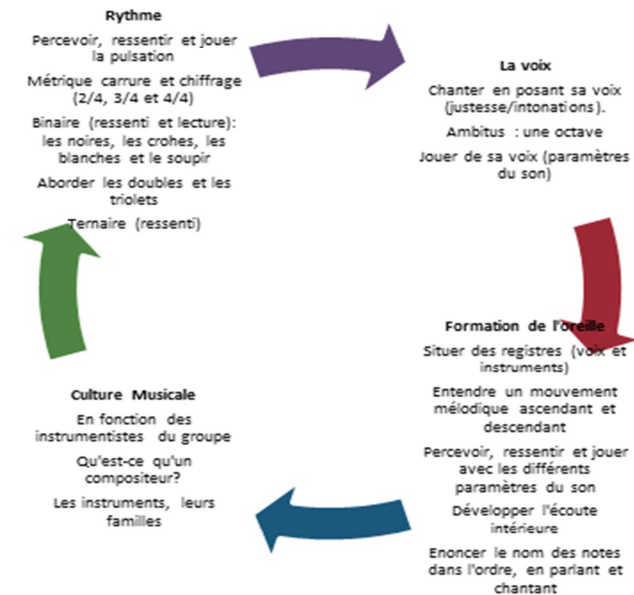 Rythme
Percevoir, ressentir et jouer
la pulsation
Métrique carrure et chiffrage
(2/4, 3/4 et 4/4)
Binaire (ressenti et lecture):
les noires, les crohes, les
blanches et le soupir
Aborder les doubles et les
triolets
Ternaire (ressenti)
La voix
Chanter en posant sa voix
(justesse/intonations).
Ambitus : une octave
Jouer de sa voix (paramètres
du son)
Formation de l'oreille
Situer des registres (voix et
instruments)
Entendre un mouvement
mélodique ascendant et
descendant
Percevoir, ressentir et jouer
avec les différents
paramètres du son
Développer l'écoute
intérieure
Enoncer le nom des notes
dans l'ordre, en parlant et
chantant
Culture Musicale
En fonction des
instrumentistes du groupe
Qu'est-ce qu'un
compositeur?
Les instruments, leurs
familles